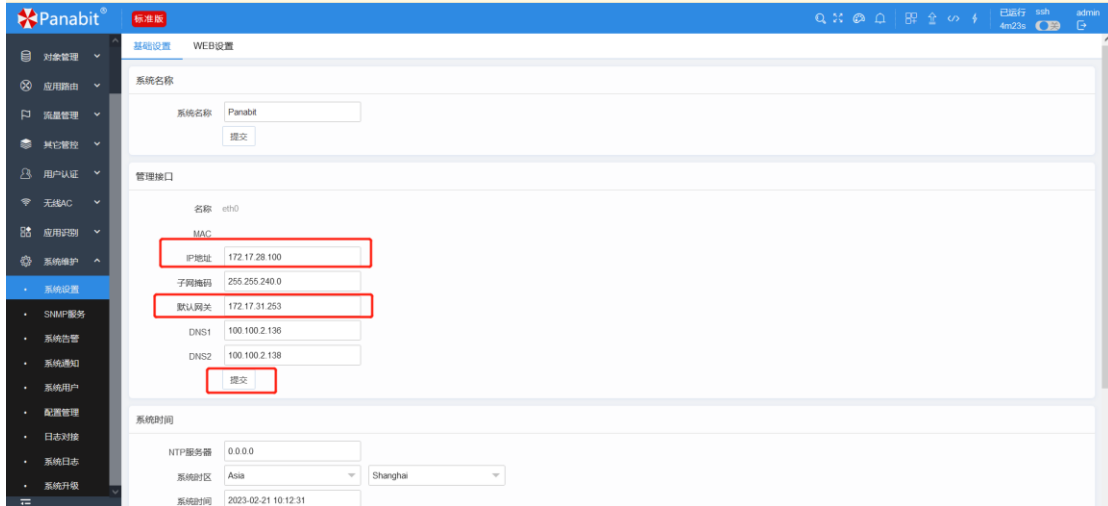 Panabit®
标准版
已运行 ssh admin
4m23s
对象管理
应用路由
流量管理
其它管控
用户认证
无线AC
应用识别
系统维护
系统设置
SNMP服务
系统告警
系统通知
系统用户
配置管理
日志对接
系统日志
系统升级
基础设置 WEB设置
系统名称
系统名称 Panabit
提交
管理接口
名称 eth0
MAC
IP地址 172.17.28.100
子网掩码 255.255.240.0
默认网关 172.17.31.253
DNS1 100.100.2.136
DNS2 100.100.2.138
提交
系统时间
NTP服务器 0.0.0.0
系统时区 Asia Shanghai
系统时间 2023-02-21 10:12:31